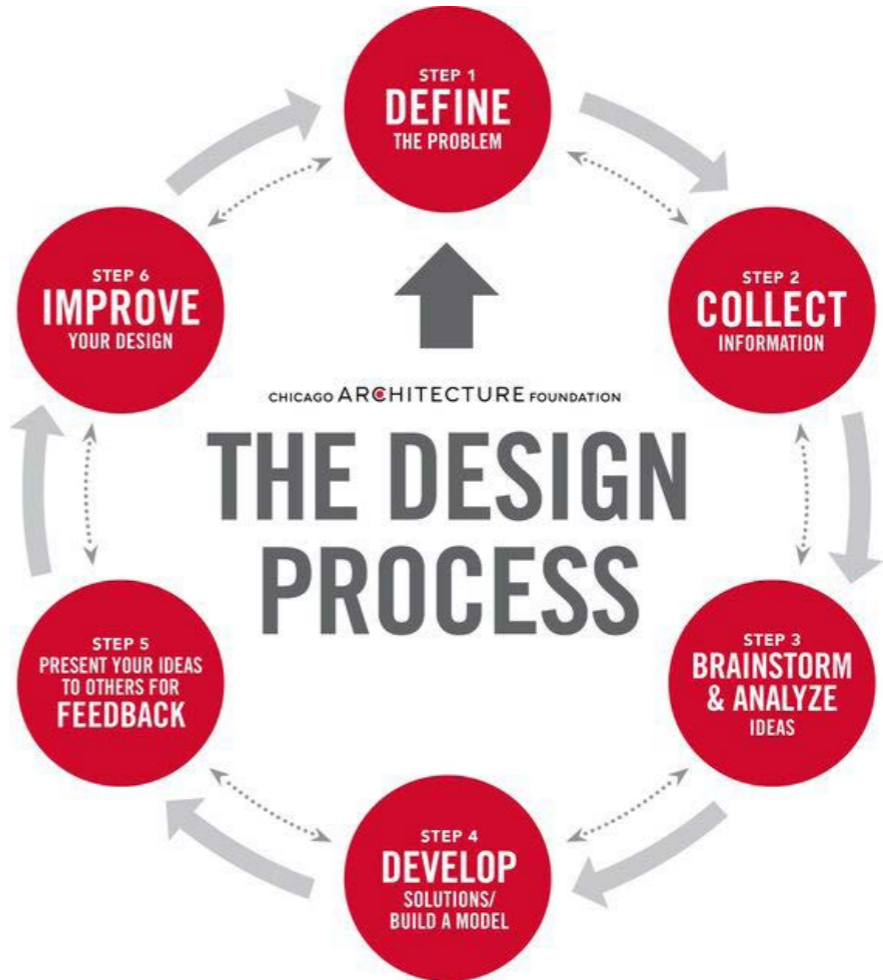 STEP 1
DEFINE
THE PROBLEM
STEP 2
COLLECT
INFORMATION
STEP 3
BRAINSTORM
& ANALYZE
IDEAS
STEP 4
DEVELOP
SOLUTIONS/
BUILD A MODEL
STEP 5
PRESENT YOUR IDEAS
TO OTHERS FOR
FEEDBACK
STEP 6
IMPROVE
YOUR DESIGN
CHICAGO ARCHITECTURE FOUNDATION
THE DESIGN
PROCESS